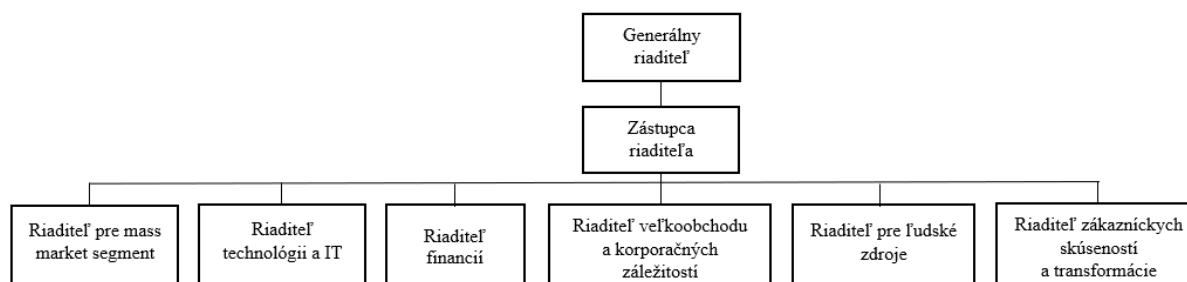 Generálny
riaditeľ
Zástupca
riaditeľa
Riaditeľ pre mass
market segment
Riaditeľ
technológii a IT
Riaditeľ
financií
Riaditeľ veľkoobchodu
a korporačných
záležitostí
Riaditeľ pre ľudské
zdroje
Riaditeľ zákazníckych
skúseností
a transformácie